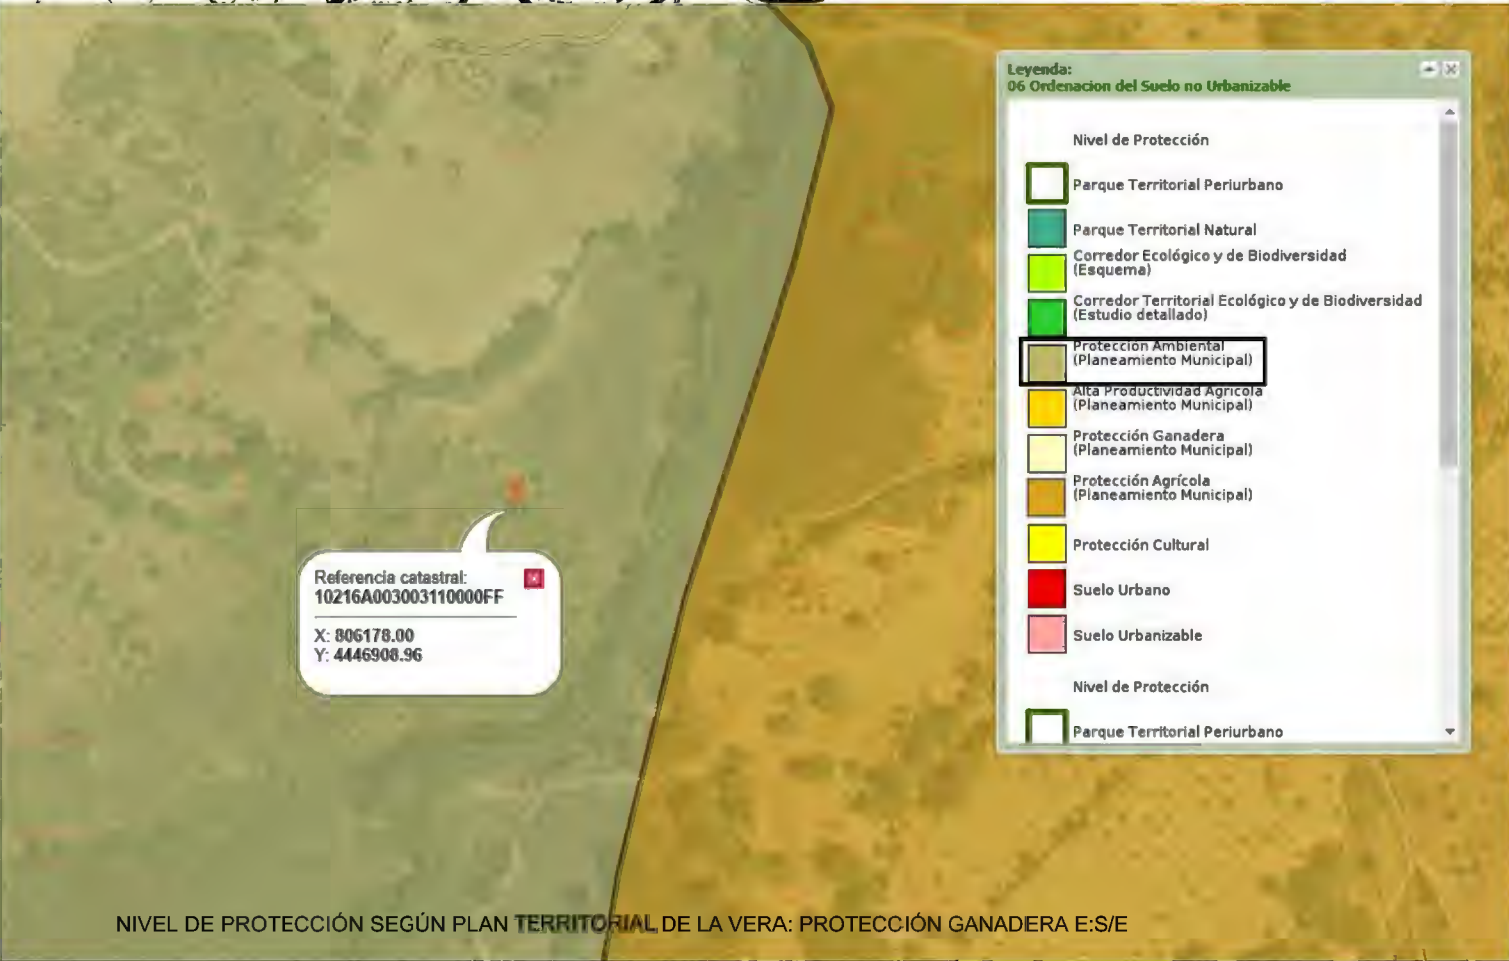 Leyenda:
06 Ordenacion del Suelo no Urbanizable
Nivel de Protección
Parque Territorial Periurbano
Parque Territorial Natural
Corredor Ecológico y de Biodiversidad
(Esquema)
Corredor Territorial Ecológico y de Biodiversidad
(Estudio detallado)
Protección Ambiental
(Planeamiento Municipal)
Alta Productividad Agrícola
(Planeamiento Municipal)
Protección Ganadera
(Planeamiento Municipal)
Protección Agrícola
(Planeamiento Municipal)
Protección Cultural
Suelo Urbano
Suelo Urbanizable
Nivel de Protección
Parque Territorial Periurbano
Referencia catastral:
10216A003003110000FF
X: 806178.00
Y: 4446908.96
NIVEL DE PROTECCIÓN SEGÚN PLAN TERRITORIAL DE LA VERA: PROTECCIÓN GANADERA E:S/E